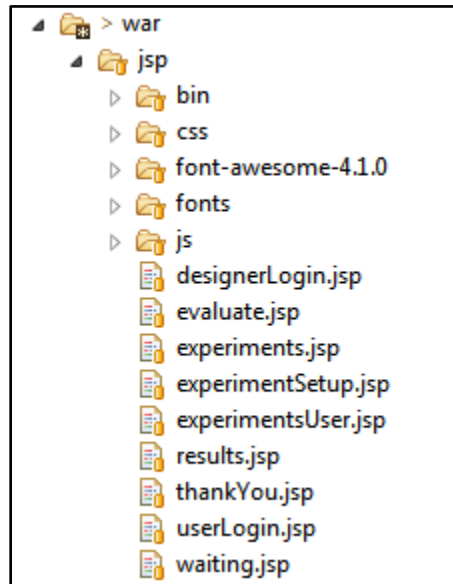 > war
jsp
bin
css
font-awesome-4.1.0
fonts
js
designerLogin.jsp
evaluate.jsp
experiments.jsp
experimentSetup.jsp
experimentsUser.jsp
results.jsp
thankYou.jsp
userLogin.jsp
waiting.jsp